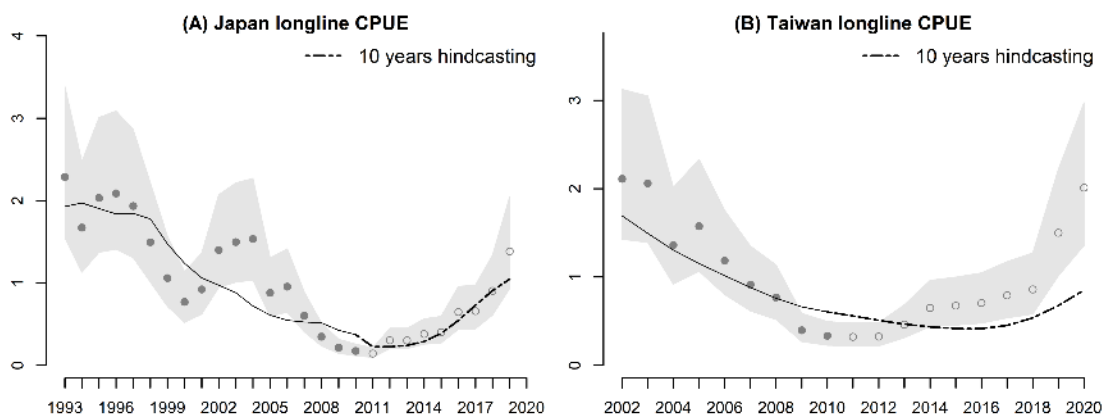 (A) Japan longline CPUE
10 years hindcasting
4
3
2
1
0
1993 1996 1999 2002 2005 2008 2011 2014 2017 2020
(B) Taiwan longline CPUE
10 years hindcasting
3
2
1
0
2002 2004 2006 2008 2010 2012 2014 2016 2018 2020